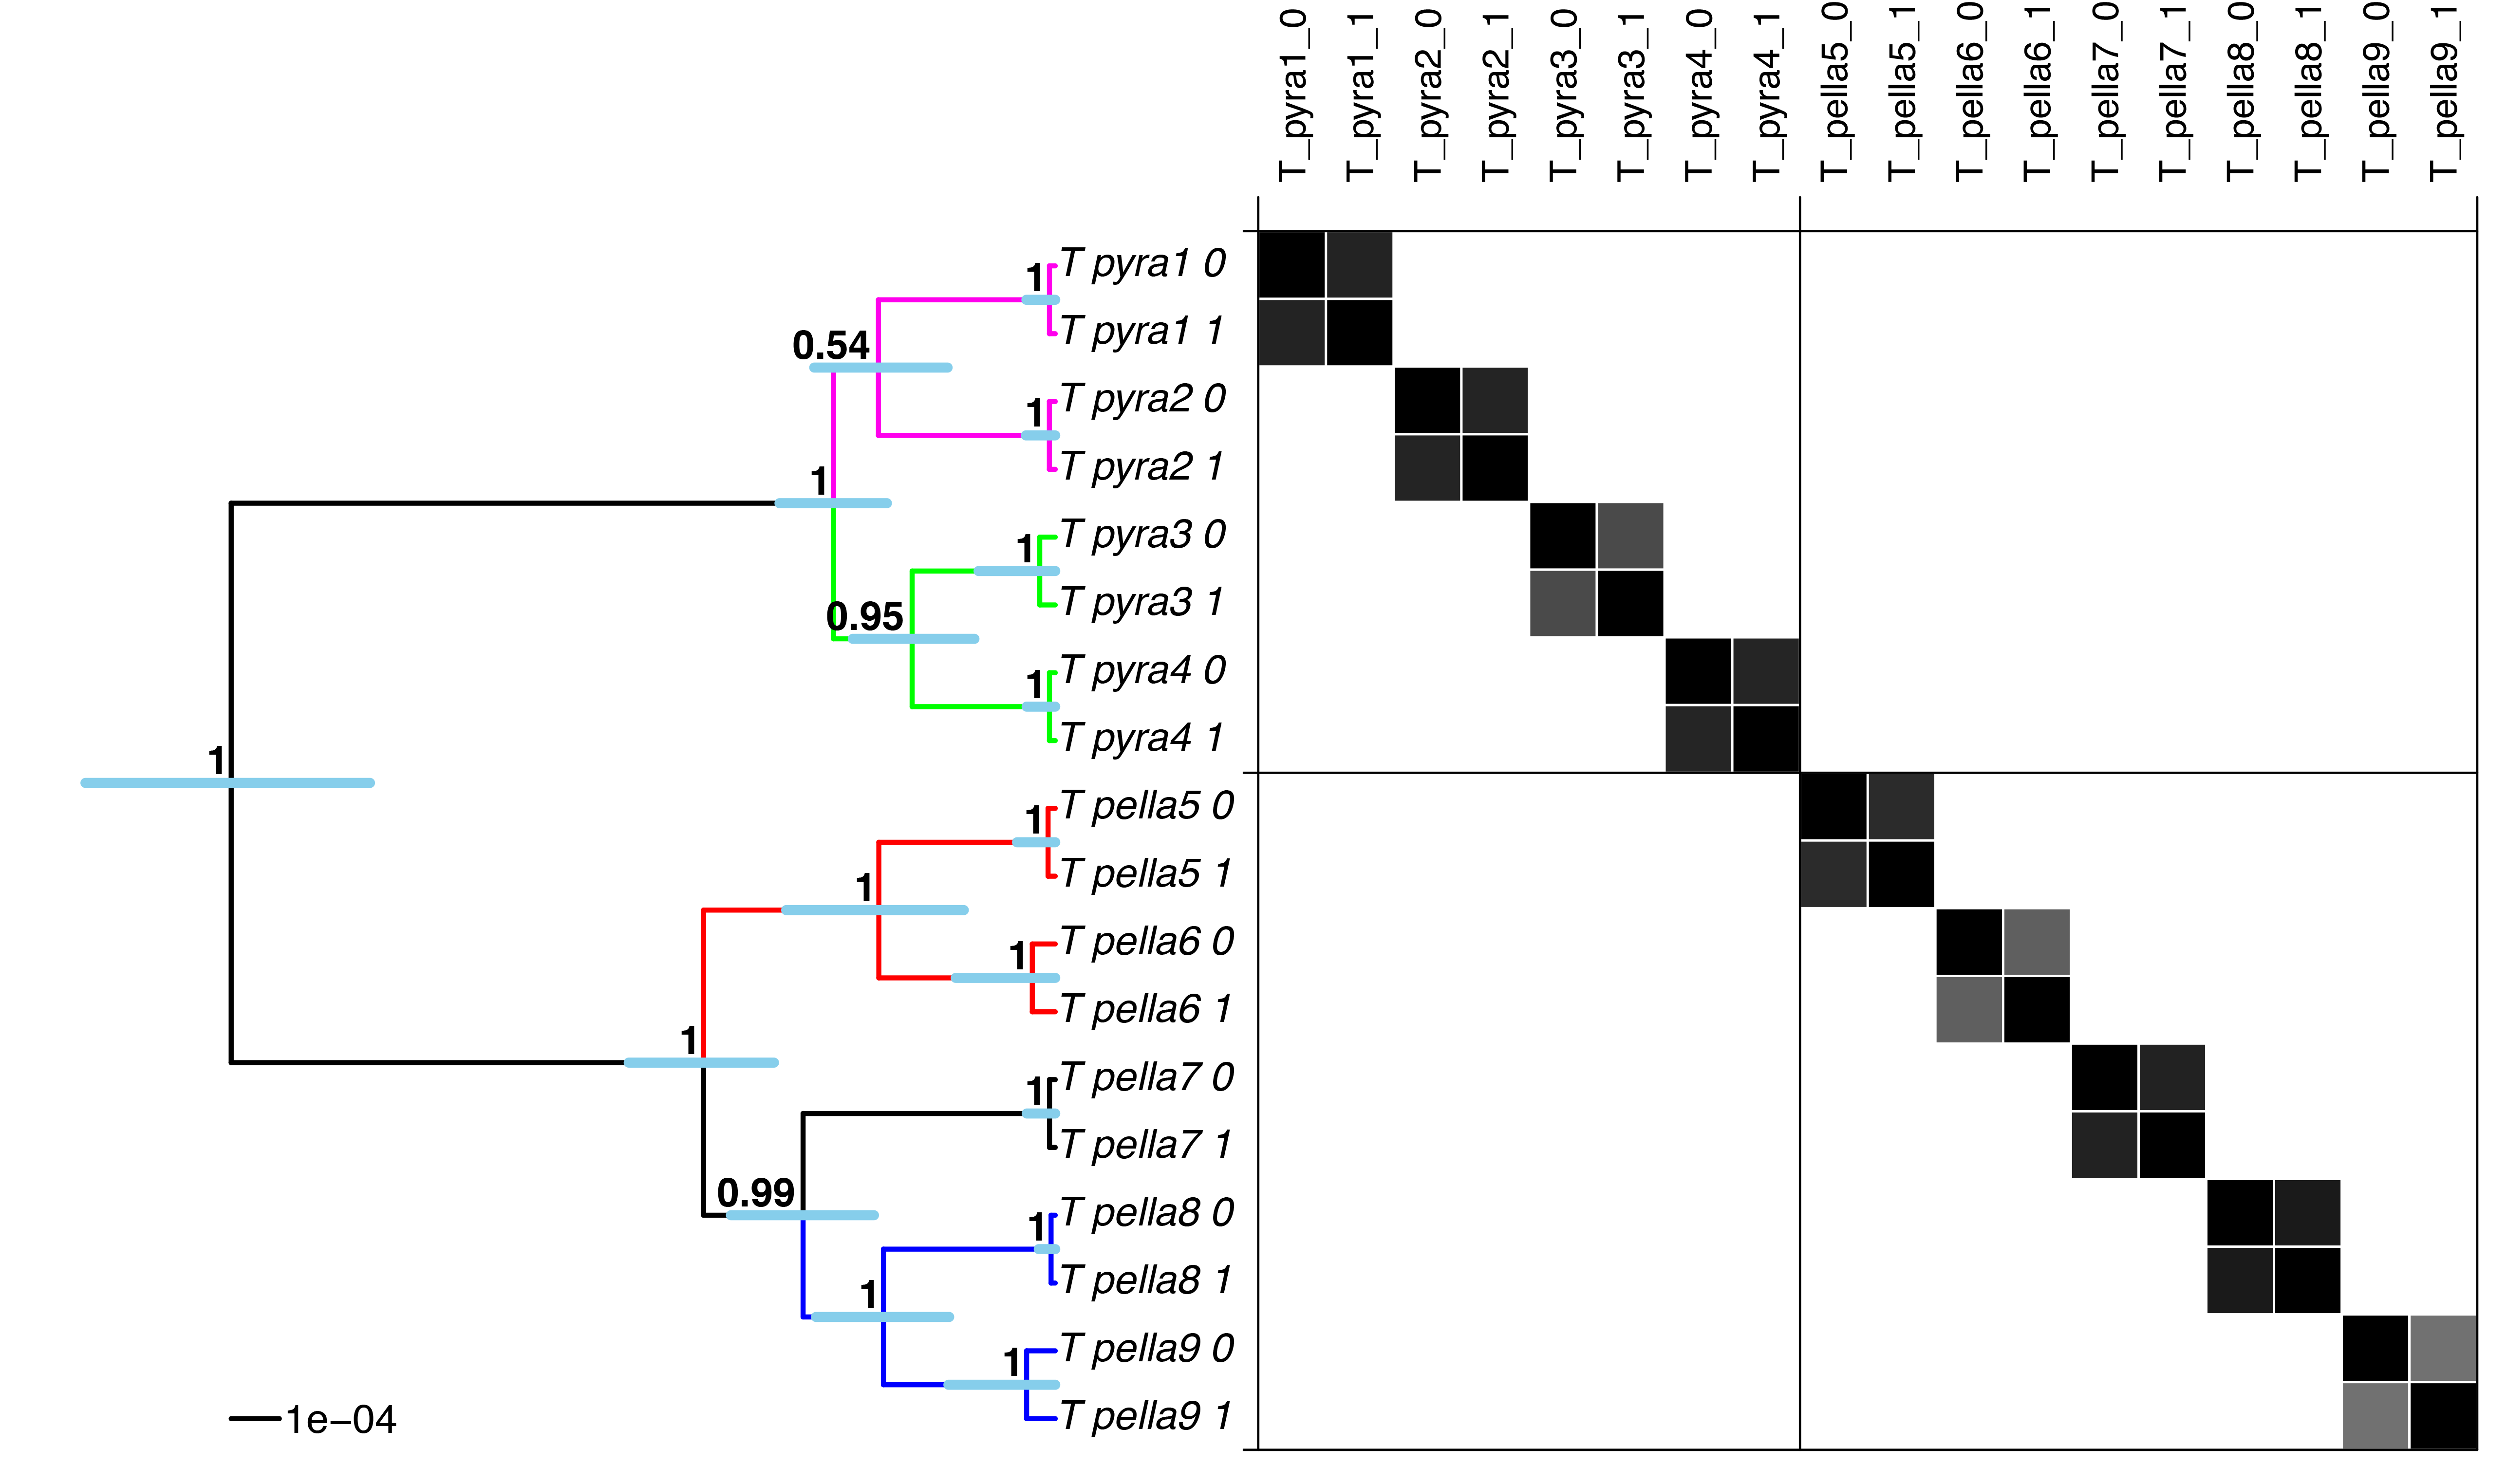 T_pyra1_0
T_pyra1_1
T_pyra2_0
T_pyra2_1
T_pyra3_0
T_pyra3_1
T_pyra4_0
T_pyra4_1
T_pella5_0
T_pella5_1
T_pella6_0
T_pella6_1
T_pella7_0
T_pella7_1
T_pella8_0
T_pella8_1
T_pella9_0
T_pella9_1
1 T pyra1 0
T pyra1 1
0.54
1 T pyra2 0
T pyra2 1
1
1 T pyra3 0
T pyra3 1
0.95
1 T pyra4 0
T pyra4 1
1
1 T pella5 0
T pella5 1
1
1 T pella6 0
T pella6 1
1
1 T pella7 0
T pella7 1
0.99
1 T pella8 0
T pella8 1
1
1 T pella9 0
T pella9 1
1e−04